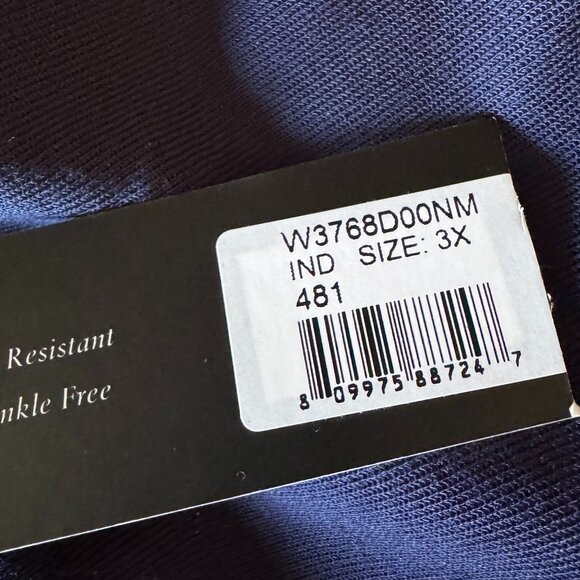 W3768D00NM
IND SIZE: 3X
481
8 09975 88724 7
Resistant
nkle Free